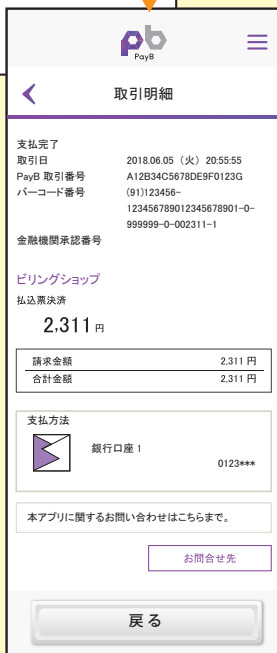 pb
PayB
取引明細
支払完了
取引日 2018.06.05 （火） 20:55:55
PayB 取引番号 A12B34C5678DE9F0123G
バーコード番号 (91)123456-
123456789012345678901-0-
999999-0-002311-1
金融機関承認番号
ビリングショップ
払込票決済
2,311 円
請求金額 2,311 円
合計金額 2,311 円
支払方法
銀行口座 1
0123***
本アプリに関するお問い合わせはこちらまで。
お問合せ先
戻る